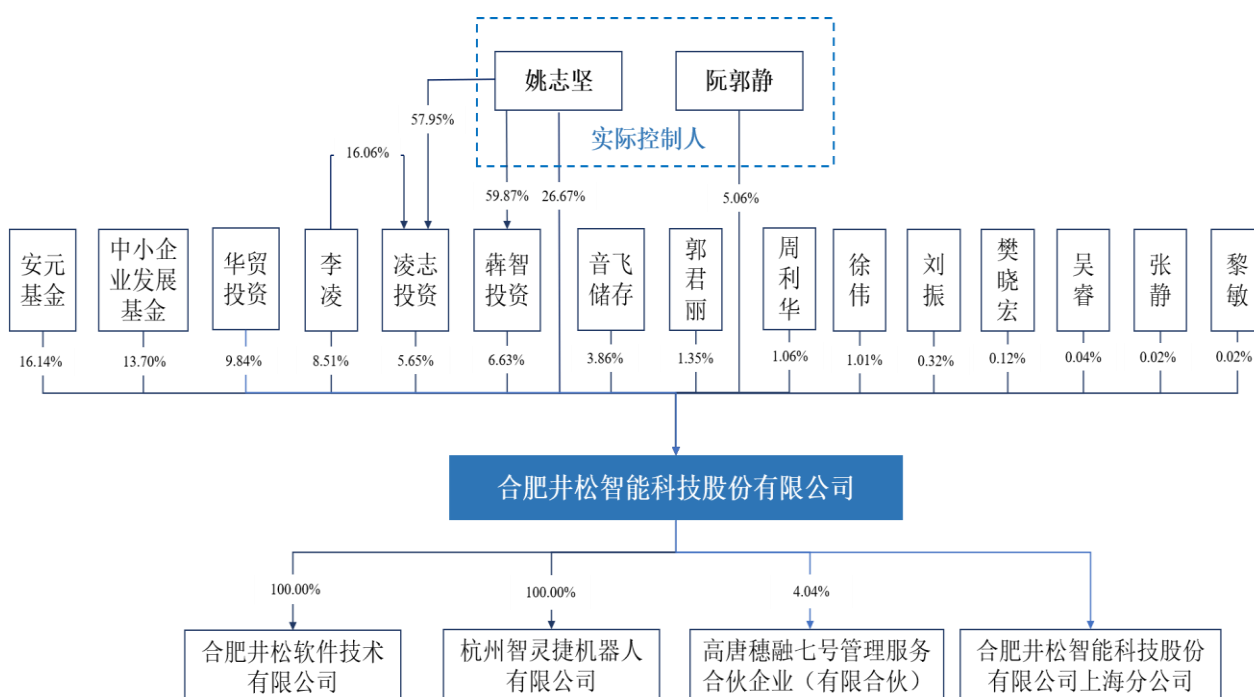 姚志坚
阮郭静
实际控制人
57.95%
16.06%
59.87%
26.67%
5.06%
安元
基金
中小企
业发展
基金
华贸
投资
李
凌
凌志
投资
犇智
投资
音飞
储存
郭
君
丽
周
利
华
徐
伟
刘
振
樊
晓
宏
吴
睿
张
静
黎
敏
16.14%
13.70%
9.84%
8.51%
5.65%
6.63%
3.86%
1.35%
1.06%
1.01%
0.32%
0.12%
0.04%
0.02%
0.02%
合肥井松智能科技股份有限公司
100.00%
100.00%
4.04%
合肥井松软件技术
有限公司
杭州智灵捷机器人
有限公司
高唐穗融七号管理服务
合伙企业（有限合伙）
合肥井松智能科技股份
有限公司上海分公司